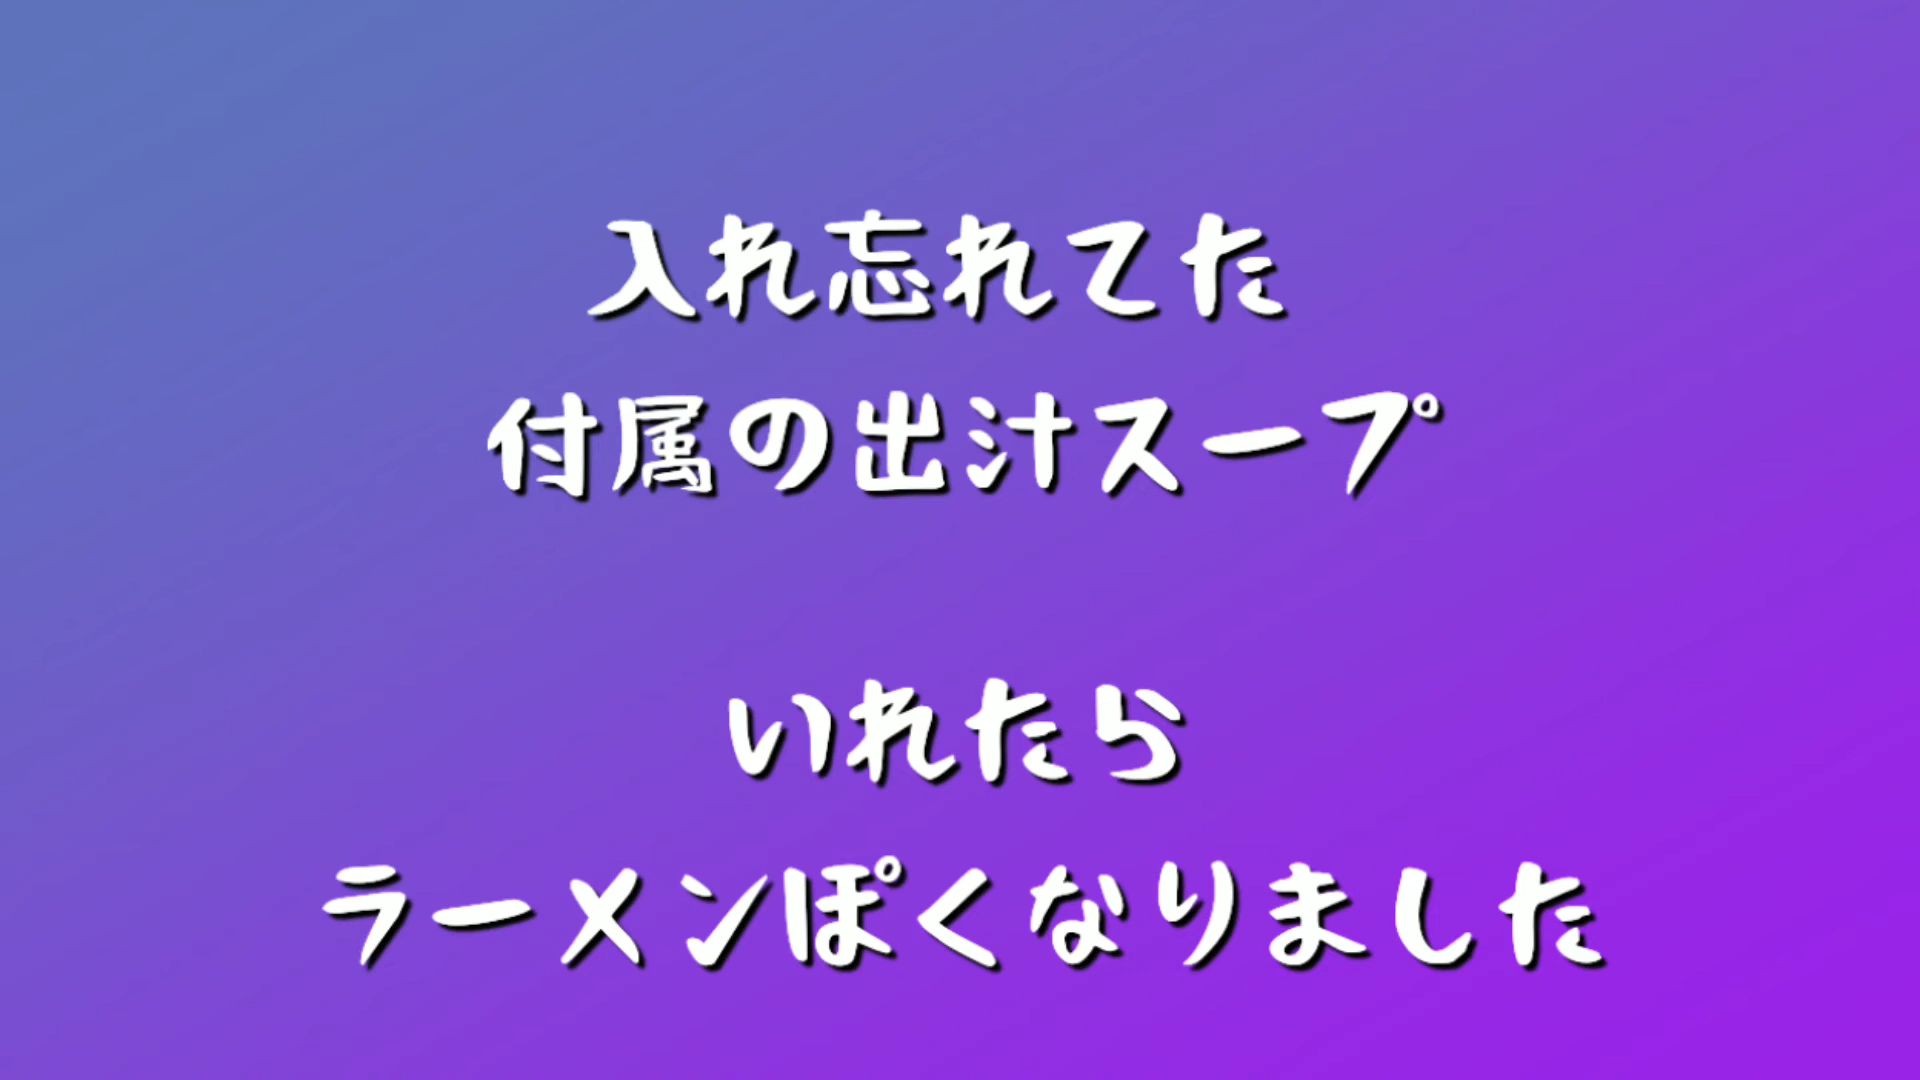 入れ忘れてた
付属の出汁スープ
いれたら
ラーメンぽくなりました